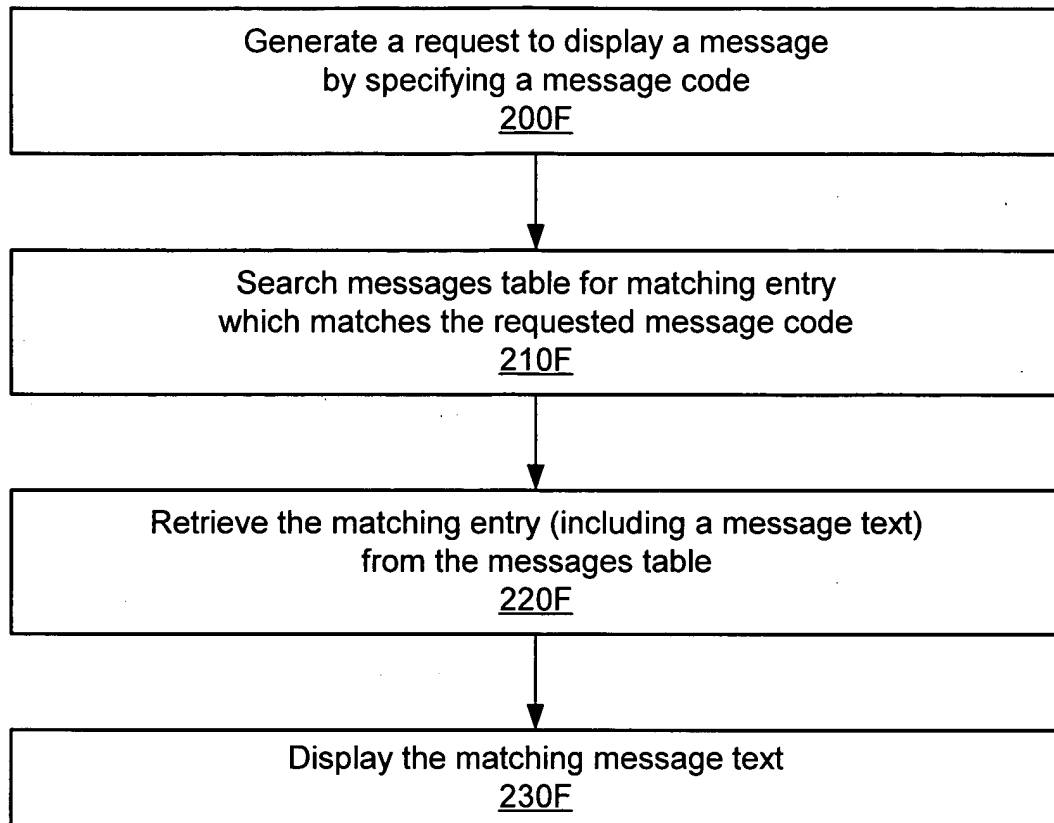 Generate a request to display a message
by specifying a message code
200F
Search messages table for matching entry
which matches the requested message code
210F
Retrieve the matching entry (including a message text)
from the messages table
220F
Display the matching message text
230F